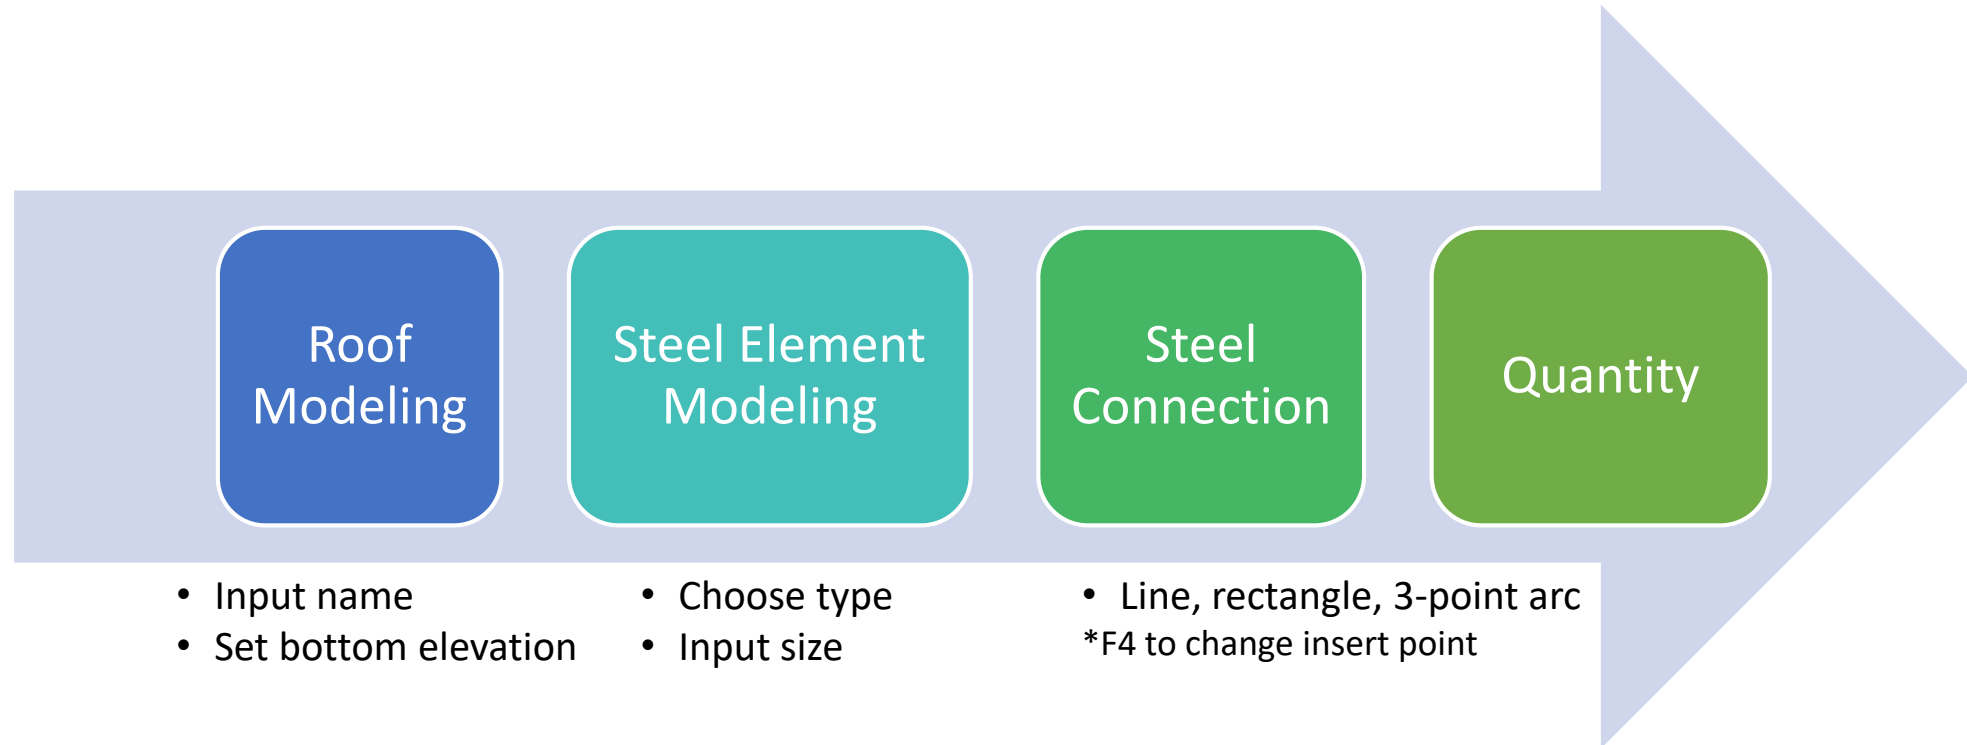 Roof
Modeling
Steel Element
Modeling
Steel
Connection
Quantity
• Input name
• Set bottom elevation
• Choose type
• Input size
• Line, rectangle, 3-point arc
*F4 to change insert point